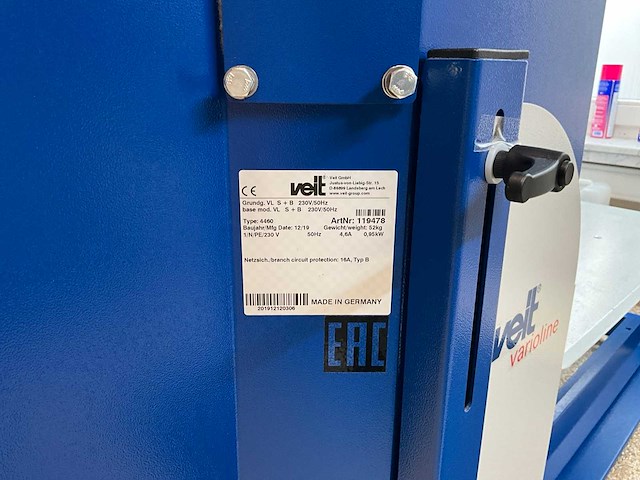 veit
Veit GmbH
Justus-von-Liebig-Str. 15
D-86899 Landsberg am Lech
www.veit-group.com
CE
Grundg. VL S + B 230V/50Hz
base mod. VL S + B 230V/50Hz
Type: 4460
ArtNr: 119478
Baujahr/Mfg Date: 12/19 Gewicht/weight: 52kg
1/N/PE/230 V 50Hz 4,6A 0,95kW
Netzsich./branch circuit protection: 16A, Typ B
201912120306
MADE IN GERMANY
EAC
veit
varioline